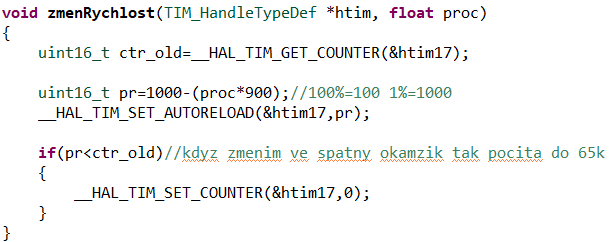 void zmenRychlost(TIM_HandleTypeDef *htim, float proc)
{
    uint16_t ctr_old=__HAL_TIM_GET_COUNTER(&htim17);

    uint16_t pr=1000-(proc*900);//100%=100 1%=1000
    __HAL_TIM_SET_AUTORELOAD(&htim17,pr);

    if(pr<ctr_old)//kdyz zmenim ve spatny okamzik tak pocita do 65k
    {
        __HAL_TIM_SET_COUNTER(&htim17,0);
    }
}